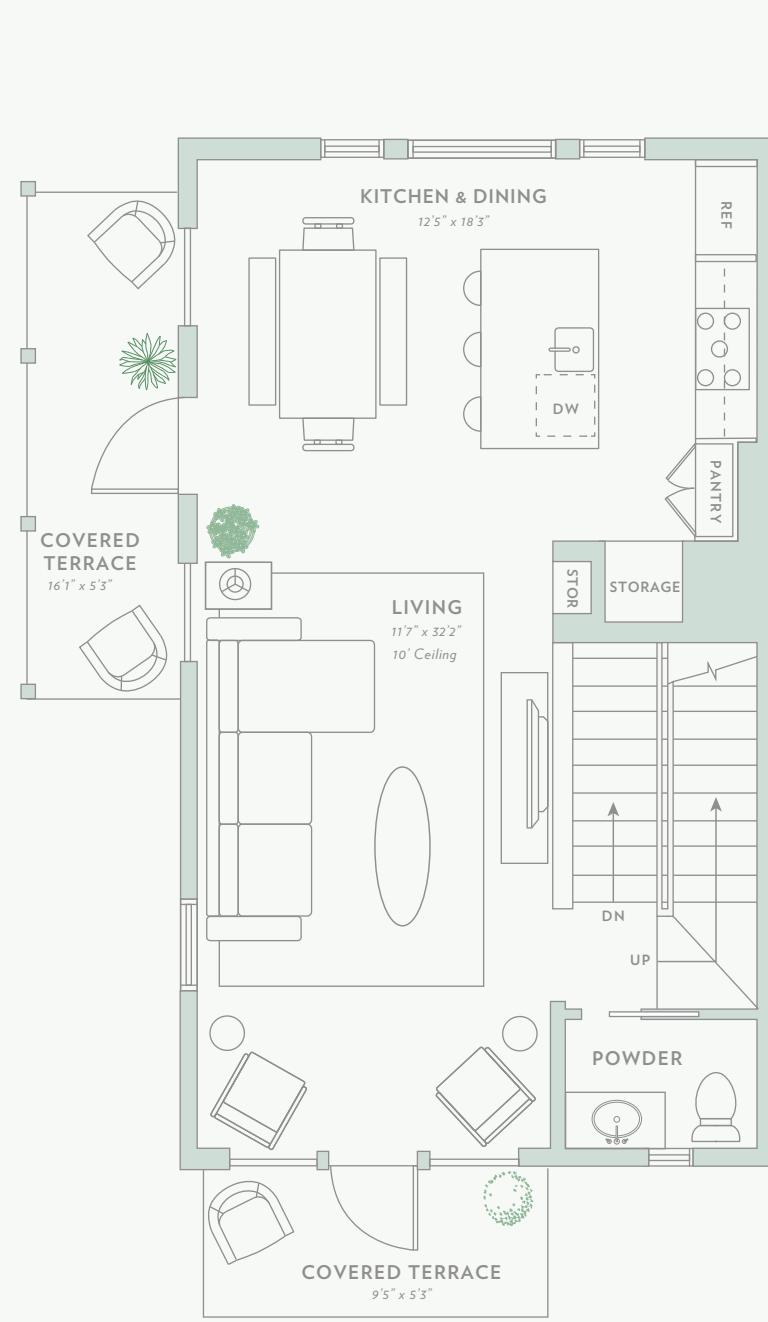 KITCHEN & DINING
12'5" x 18'3"
REF
DW
PANTRY
COVERED
TERRACE
16'1" x 5'3"
STOR
STORAGE
LIVING
11'7" x 32'2"
10' Ceiling
DN
UP
POWDER
COVERED TERRACE
9'5" x 5'3"